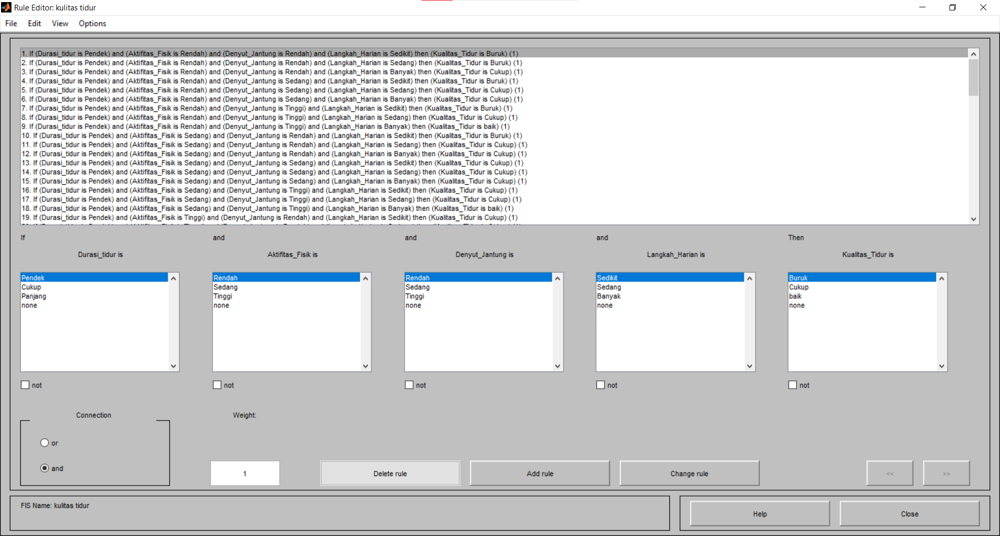 Rule Editor: kulitas tidur
File Edit View Options
1. If (Durasi_tidur is Pendek) and (Aktifitas_Fisik is Rendah) and (Denyut_Jantung is Rendah) and (Langkah_Harian is Sedikit) then (Kualitas_Tidur is Buruk) (1)
2. If (Durasi_tidur is Pendek) and (Aktifitas_Fisik is Rendah) and (Denyut_Jantung is Rendah) and (Langkah_Harian is Sedang) then (Kualitas_Tidur is Buruk) (1)
3. If (Durasi_tidur is Pendek) and (Aktifitas_Fisik is Rendah) and (Denyut_Jantung is Rendah) and (Langkah_Harian is Banyak) then (Kualitas_Tidur is Cukup) (1)
4. If (Durasi_tidur is Pendek) and (Aktifitas_Fisik is Rendah) and (Denyut_Jantung is Sedang) and (Langkah_Harian is Sedikit) then (Kualitas_Tidur is Buruk) (1)
5. If (Durasi_tidur is Pendek) and (Aktifitas_Fisik is Rendah) and (Denyut_Jantung is Sedang) and (Langkah_Harian is Sedang) then (Kualitas_Tidur is Cukup) (1)
6. If (Durasi_tidur is Pendek) and (Aktifitas_Fisik is Rendah) and (Denyut_Jantung is Sedang) and (Langkah_Harian is Banyak) then (Kualitas_Tidur is Cukup) (1)
7. If (Durasi_tidur is Pendek) and (Aktifitas_Fisik is Rendah) and (Denyut_Jantung is Tinggi) and (Langkah_Harian is Sedikit) then (Kualitas_Tidur is Buruk) (1)
8. If (Durasi_tidur is Pendek) and (Aktifitas_Fisik is Rendah) and (Denyut_Jantung is Tinggi) and (Langkah_Harian is Sedang) then (Kualitas_Tidur is Cukup) (1)
9. If (Durasi_tidur is Pendek) and (Aktifitas_Fisik is Rendah) and (Denyut_Jantung is Tinggi) and (Langkah_Harian is Banyak) then (Kualitas_Tidur is baik) (1)
10. If (Durasi_tidur is Pendek) and (Aktifitas_Fisik is Sedang) and (Denyut_Jantung is Rendah) and (Langkah_Harian is Sedikit) then (Kualitas_Tidur is Buruk) (1)
11. If (Durasi_tidur is Pendek) and (Aktifitas_Fisik is Sedang) and (Denyut_Jantung is Rendah) and (Langkah_Harian is Sedang) then (Kualitas_Tidur is Cukup) (1)
12. If (Durasi_tidur is Pendek) and (Aktifitas_Fisik is Sedang) and (Denyut_Jantung is Rendah) and (Langkah_Harian is Banyak) then (Kualitas_Tidur is Cukup) (1)
13. If (Durasi_tidur is Pendek) and (Aktifitas_Fisik is Sedang) and (Denyut_Jantung is Sedang) and (Langkah_Harian is Sedikit) then (Kualitas_Tidur is Cukup) (1)
14. If (Durasi_tidur is Pendek) and (Aktifitas_Fisik is Sedang) and (Denyut_Jantung is Sedang) and (Langkah_Harian is Sedang) then (Kualitas_Tidur is Cukup) (1)
15. If (Durasi_tidur is Pendek) and (Aktifitas_Fisik is Sedang) and (Denyut_Jantung is Sedang) and (Langkah_Harian is Banyak) then (Kualitas_Tidur is Cukup) (1)
16. If (Durasi_tidur is Pendek) and (Aktifitas_Fisik is Sedang) and (Denyut_Jantung is Tinggi) and (Langkah_Harian is Sedikit) then (Kualitas_Tidur is Cukup) (1)
17. If (Durasi_tidur is Pendek) and (Aktifitas_Fisik is Sedang) and (Denyut_Jantung is Tinggi) and (Langkah_Harian is Sedang) then (Kualitas_Tidur is Cukup) (1)
18. If (Durasi_tidur is Pendek) and (Aktifitas_Fisik is Sedang) and (Denyut_Jantung is Tinggi) and (Langkah_Harian is Banyak) then (Kualitas_Tidur is baik) (1)
19. If (Durasi_tidur is Pendek) and (Aktifitas_Fisik is Tinggi) and (Denyut_Jantung is Rendah) and (Langkah_Harian is Sedikit) then (Kualitas_Tidur is Cukup) (1)
If and and and Then
Durasi_tidur is Aktifitas_Fisik is Denyut_Jantung is Langkah_Harian is Kualitas_Tidur is
Pendek Rendah Rendah Sedikit Buruk
Cukup Sedang Sedang Sedang Cukup
Panjang Tinggi Tinggi Banyak baik
none none none none none
not not not not not
Connection Weight:
or
and 1 Delete rule Add rule Change rule << >>
FIS Name: kulitas tidur
Help Close